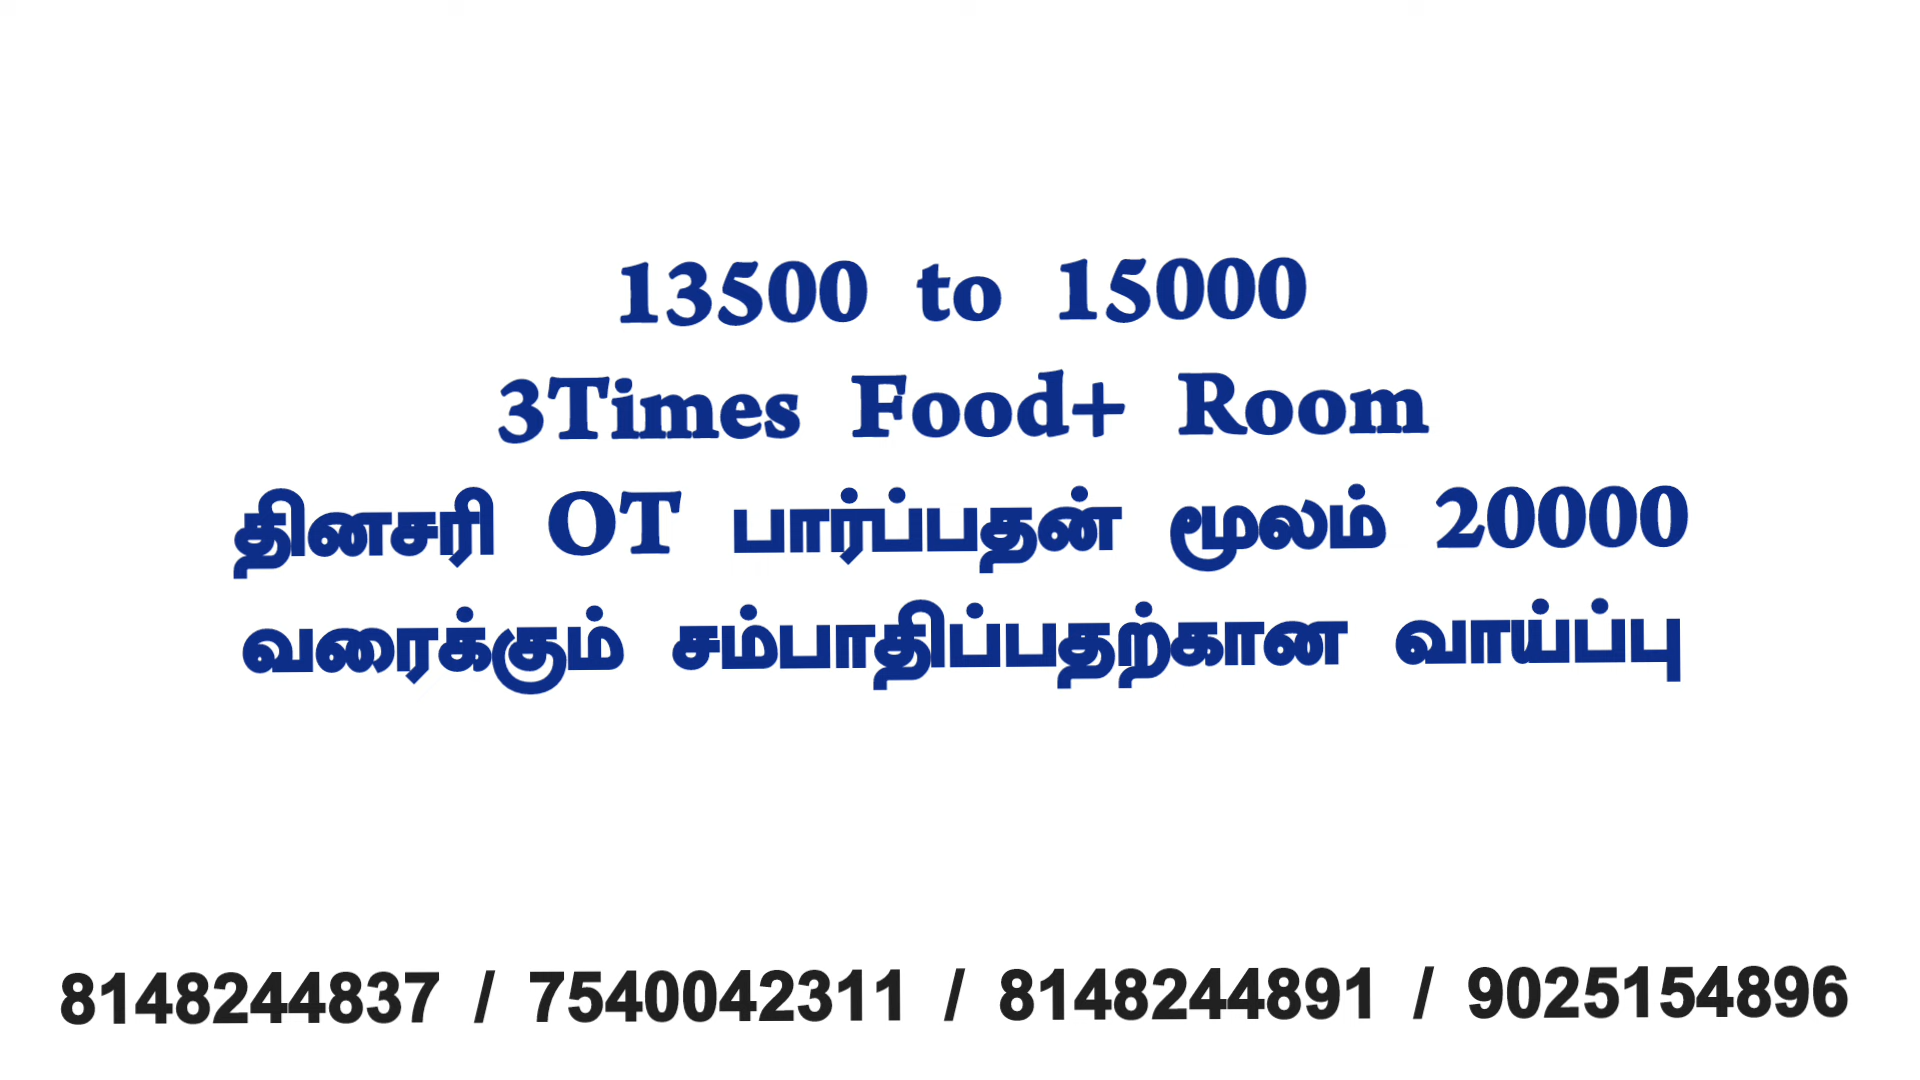 13500 to 15000
3Times Food+ Room
தினசரி OT பார்ப்பதன் மூலம் 20000
வரைக்கும் சம்பாதிப்பதற்கான வாய்ப்பு
8148244837 / 7540042311 / 8148244891 / 9025154896